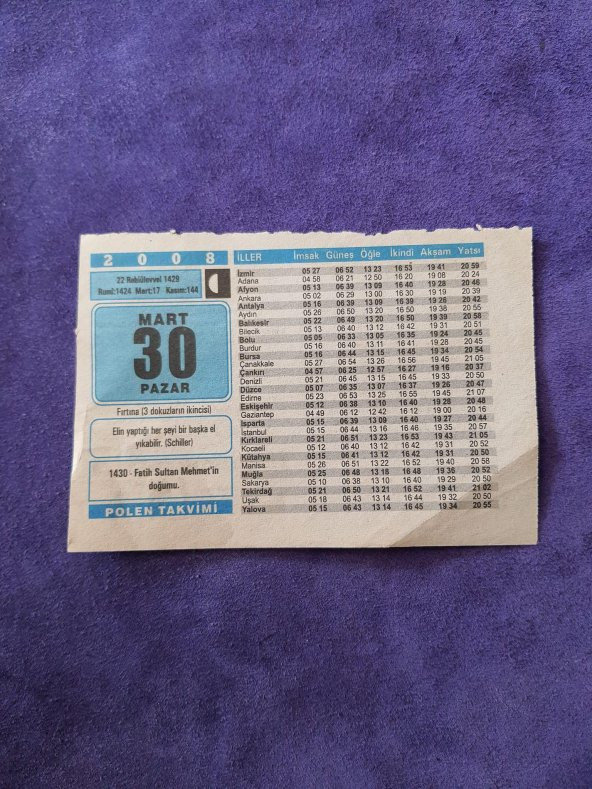 2 0 0 8
22 Rebiülevvel 1429
Rumî:1424 Mart:17 Kasım:144
MART
30
PAZAR
Fırtına (3 dokuzların ikincisi)
Elin yaptığı her şeyi bir başka el
yıkabilir. (Schiller)
1430 - Fatih Sultan Mehmet'in
doğumu.
POLEN TAKVİMİ
İLLER İmsak Güneş Öğle İkindi Akşam Yatsı
İzmir 05 27 06 52 13 23 16 53 19 41 20 59
Adana 04 58 06 21 12 50 16 20 19 08 20 24
Afyon 05 13 06 39 13 09 16 40 19 28 20 46
Ankara 05 02 06 29 13 00 16 30 19 19 20 39
Antalya 05 16 06 39 13 09 16 39 19 26 20 42
Aydın 05 26 06 50 13 20 16 50 19 36 20 55
Balıkesir 05 22 06 49 13 20 16 50 19 39 20 58
Bilecik 05 13 06 40 13 12 16 42 19 31 20 51
Bolu 05 05 06 33 13 05 16 35 19 24 20 45
Burdur 05 16 06 40 13 11 16 41 19 28 20 45
Bursa 05 16 06 44 13 15 16 45 19 34 20 54
Çanakkale 05 27 06 54 13 26 16 56 19 45 21 05
Çankırı 04 57 06 25 12 57 16 27 19 16 20 37
Denizli 05 21 06 45 13 15 16 45 19 33 20 50
Düzce 05 07 06 35 13 07 16 37 19 26 20 47
Edirne 05 23 06 53 13 25 16 55 19 45 21 07
Eskişehir 05 12 06 38 13 10 16 40 19 28 20 48
Gaziantep 04 49 06 12 12 42 16 12 19 00 20 16
Isparta 05 15 06 39 13 09 16 40 19 27 20 44
İstanbul 05 15 06 44 13 16 16 46 19 35 20 57
Kırklareli 05 21 06 51 13 23 16 53 19 43 21 05
Kocaeli 05 12 06 40 13 12 16 42 19 31 20 52
Kütahya 05 15 06 41 13 12 16 42 19 31 20 50
Manisa 05 26 06 51 13 22 16 52 19 40 20 58
Muğla 05 25 06 48 13 18 16 48 19 36 20 52
Sakarya 05 10 06 38 13 10 16 41 19 29 20 50
Tekirdağ 05 21 06 50 13 21 16 52 19 41 21 02
Uşak 05 18 06 43 13 14 16 44 19 32 20 50
Yalova 05 15 06 43 13 14 16 45 19 34 20 55